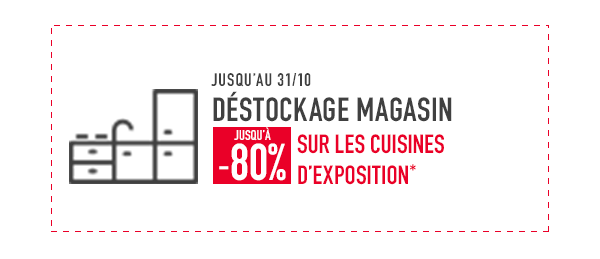 JUSQU'AU 31/10
DÉSTOCKAGE MAGASIN
JUSQU'À
-80%
SUR LES CUISINES
D'EXPOSITION*